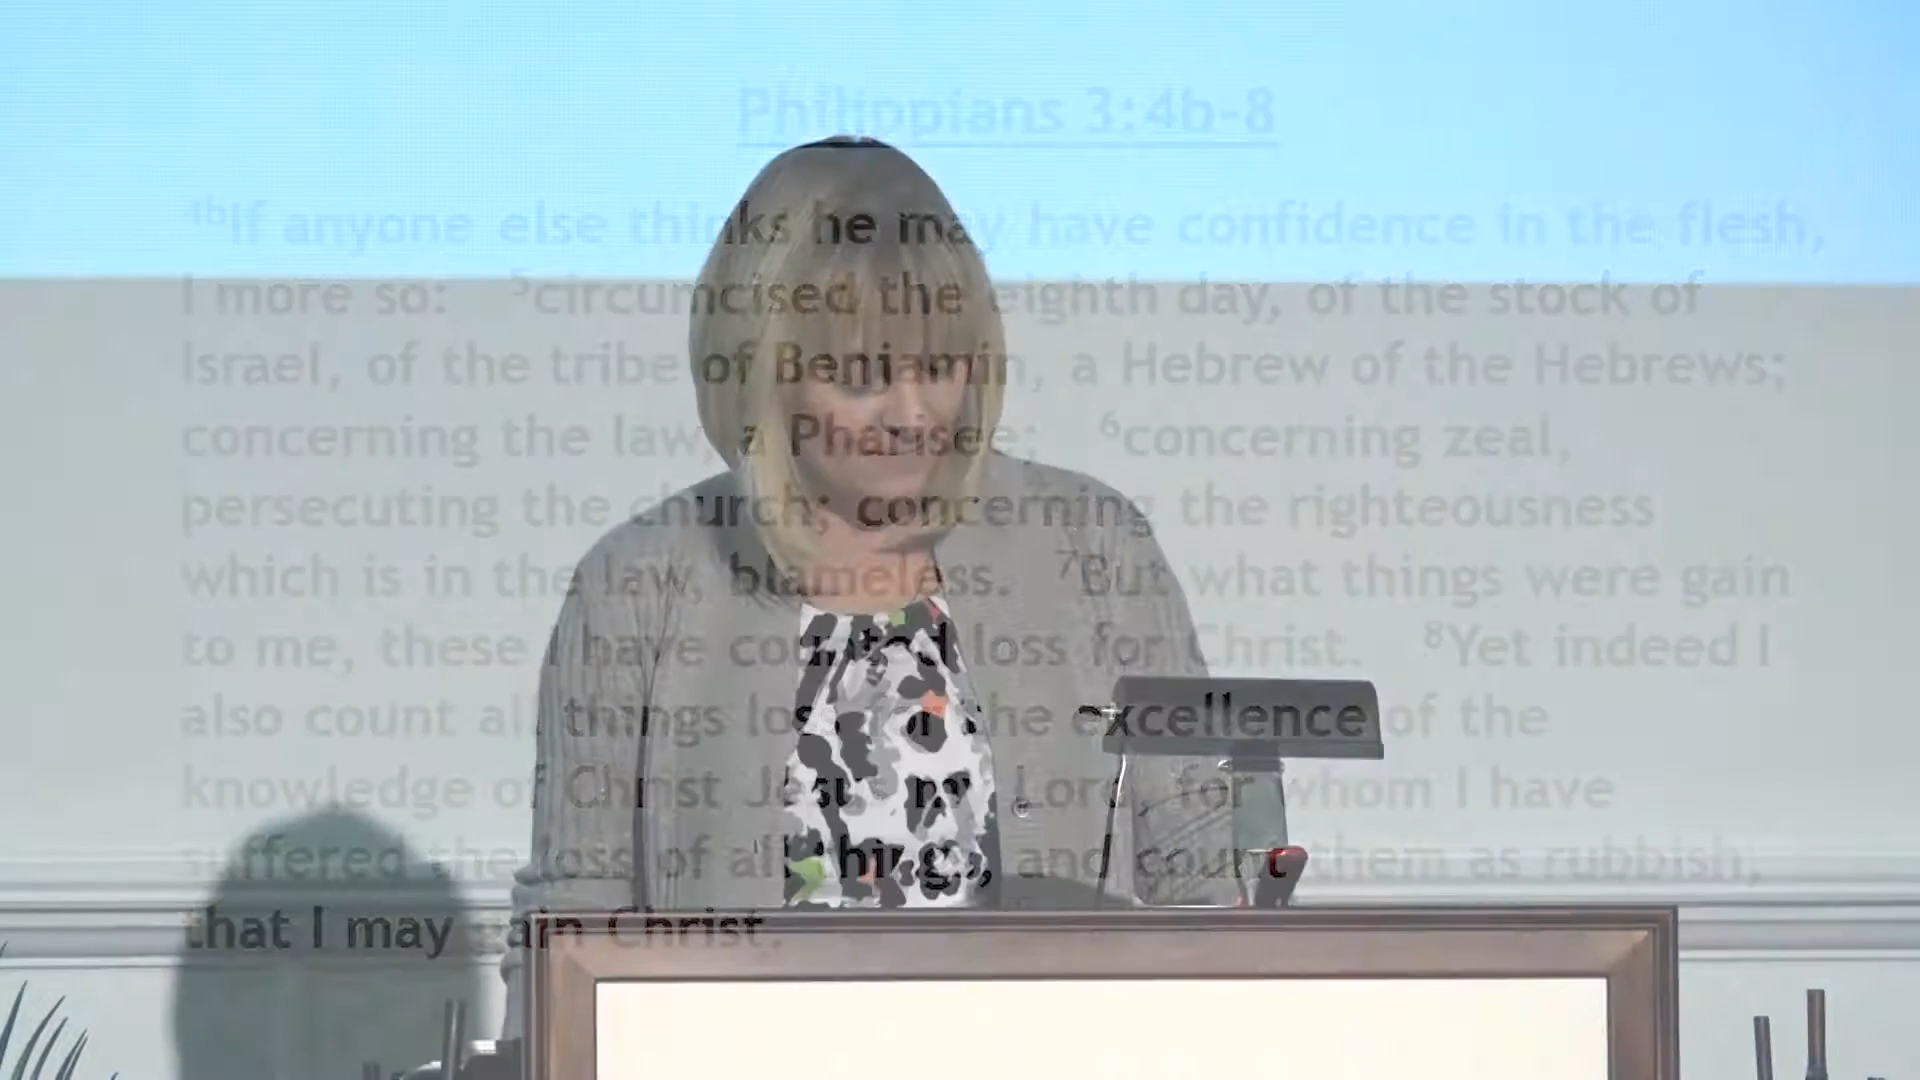 Philippians 3:4b-8
4bIf anyone else thinks he may have confidence in the flesh,
I more so: 5circumcised the eighth day, of the stock of
Israel, of the tribe of Benjamin, a Hebrew of the Hebrews;
concerning the law, a Pharisee; 6concerning zeal,
persecuting the church; concerning the righteousness
which is in the law, blameless. 7But what things were gain
to me, these I have counted loss for Christ. 8Yet indeed I
also count all things loss for the excellence of the
knowledge of Christ Jesus my Lord, for whom I have
suffered the loss of all things, and count them as rubbish,
that I may gain Christ.